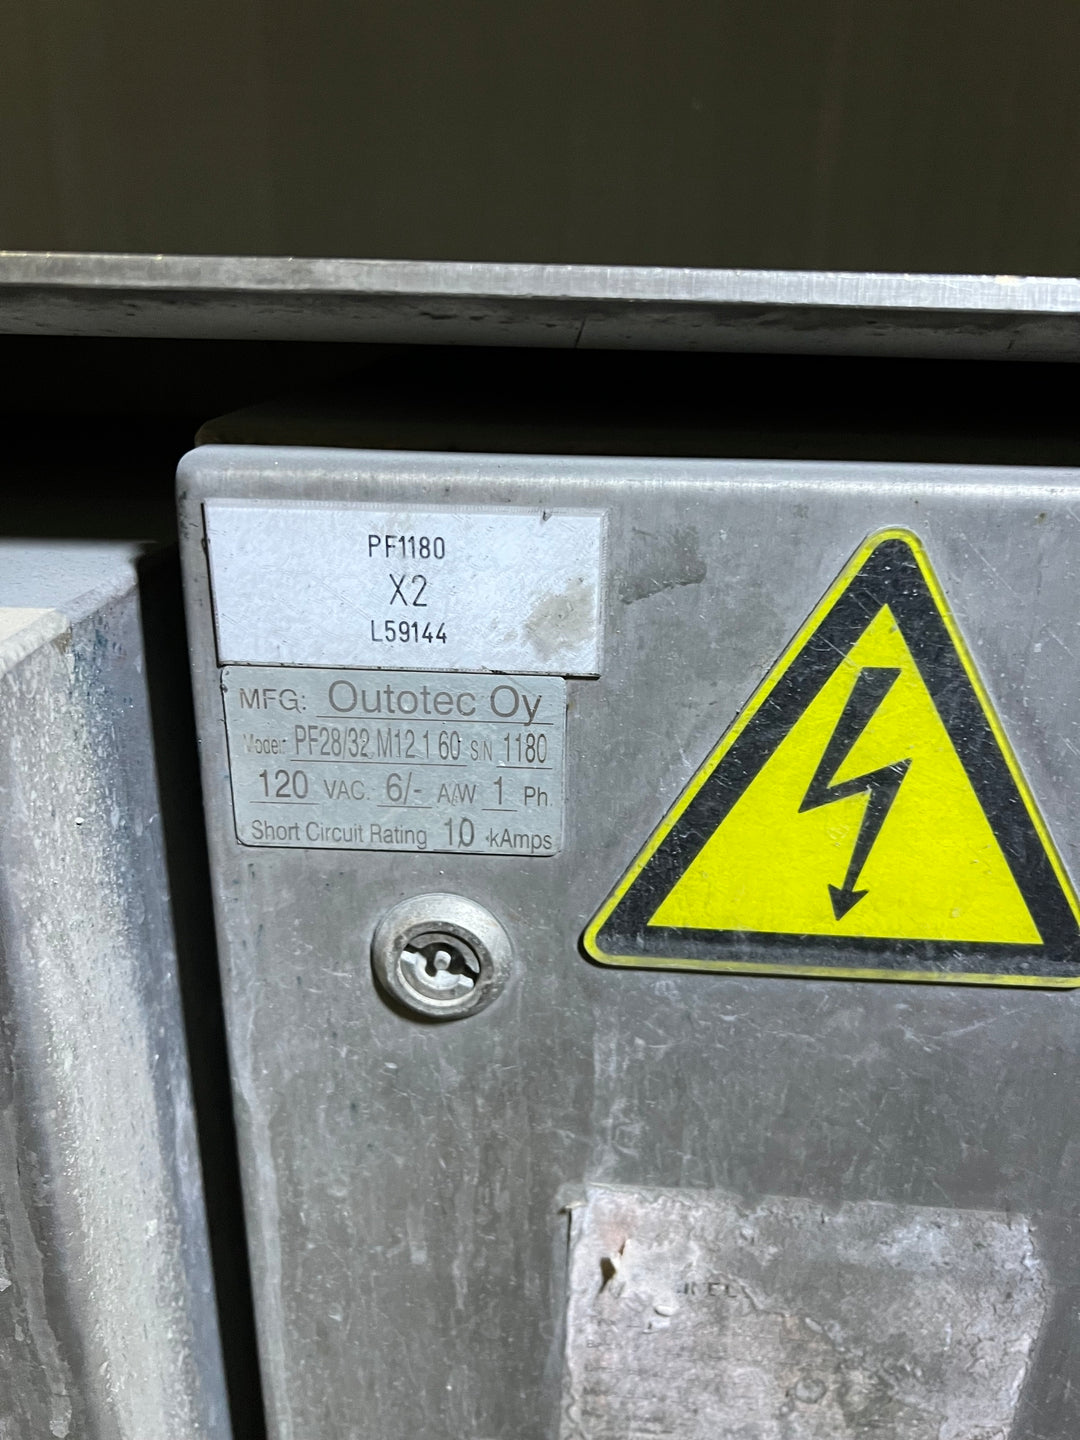 PF1180
X2
L59144
MFG: Outotec Oy
Model: PF28/32 M12 1 60 S/N 1180
120 VAC. 6/- A/W 1 Ph.
Short Circuit Rating 10 kAmps